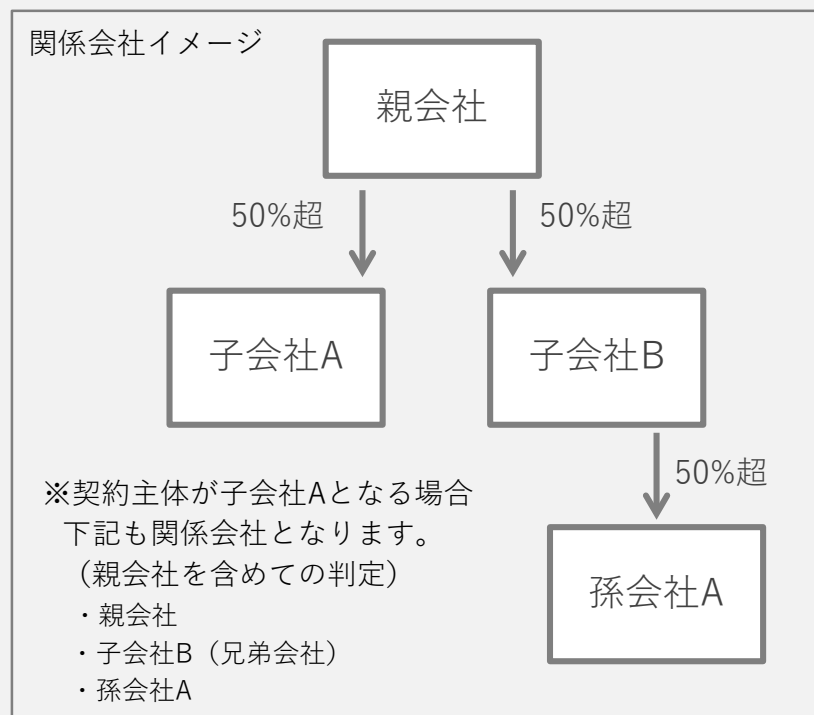 関係会社イメージ
親会社
50%超
50%超
子会社A
子会社B
50%超
※契約主体が子会社Aとなる場合
下記も関係会社となります。
（親会社を含めての判定）
・親会社
・子会社B（兄弟会社）
・孫会社A
孫会社A